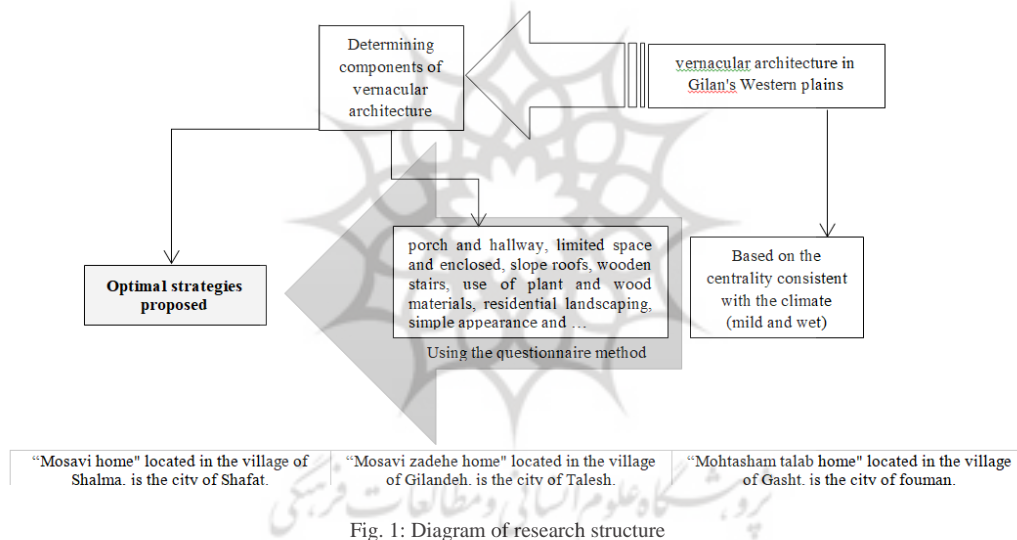 Determining
components of
vernacular
architecture
vernacular architecture in
Gilan's Western plains
Optimal strategies
proposed
porch and hallway, limited space
and enclosed, slope roofs, wooden
stairs, use of plant and wood
materials, residential landscaping,
simple appearance and …
Using the questionnaire method
Based on the
centrality consistent
with the climate
(mild and wet)
“Mosavi home" located in the village of
Shalma. is the city of Shafat.
“Mosavi zadehe home" located in the village
of Gilandeh. is the city of Talesh.
“Mohtasham talab home" located in the village
of Gasht. is the city of fouman.
پژوهشگاه علوم انسانی و مطالعات فرهنگی
Fig. 1: Diagram of research structure